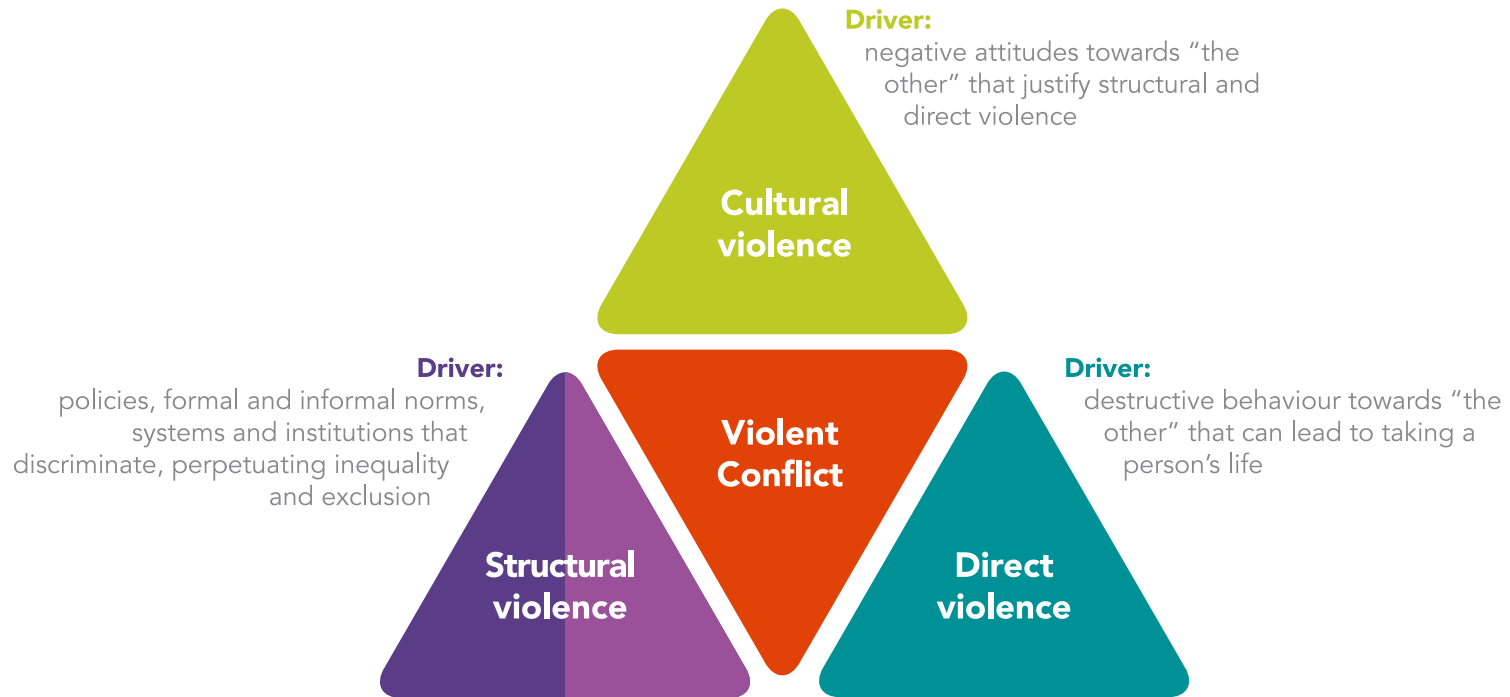 Driver:
negative attitudes towards “the
other” that justify structural and
direct violence
Cultural
violence
Driver:
policies, formal and informal norms,
systems and institutions that
discriminate, perpetuating inequality
and exclusion
Violent
Conflict
Driver:
destructive behaviour towards “the
other” that can lead to taking a
person’s life
Structural
violence
Direct
violence